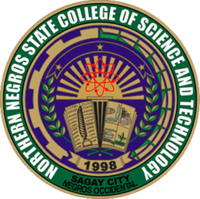 NORTHERN NEGROS STATE COLLEGE OF SCIENCE AND TECHNOLOGY
1998
SAGAY CITY
NEGROS OCCIDENTAL